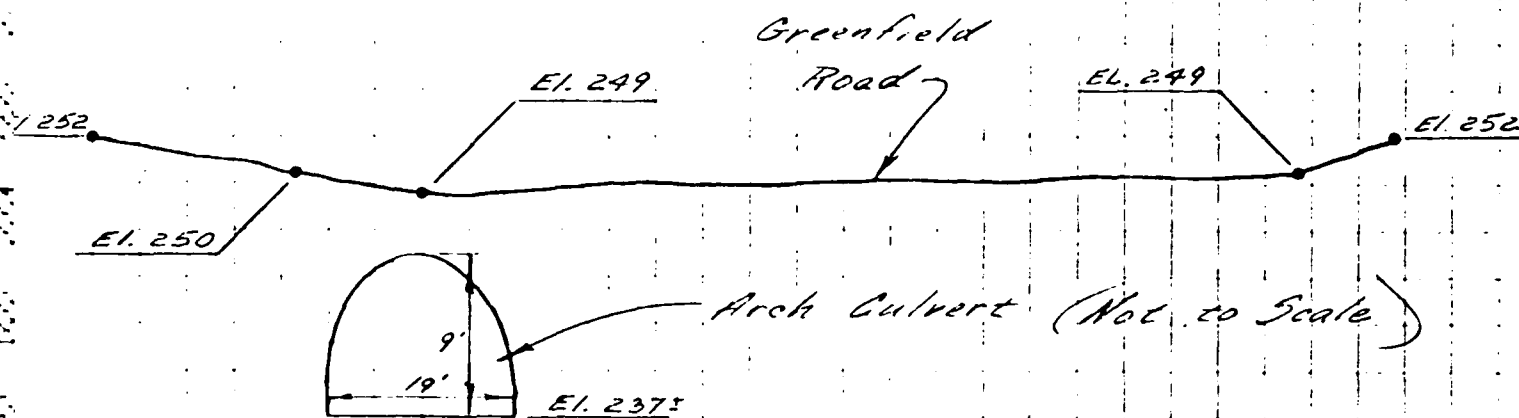 Greenfield
Road
El. 249
EL. 249
252
El. 252
El. 250
Arch Culvert (Not to Scale)
9'
19'
El. 237±